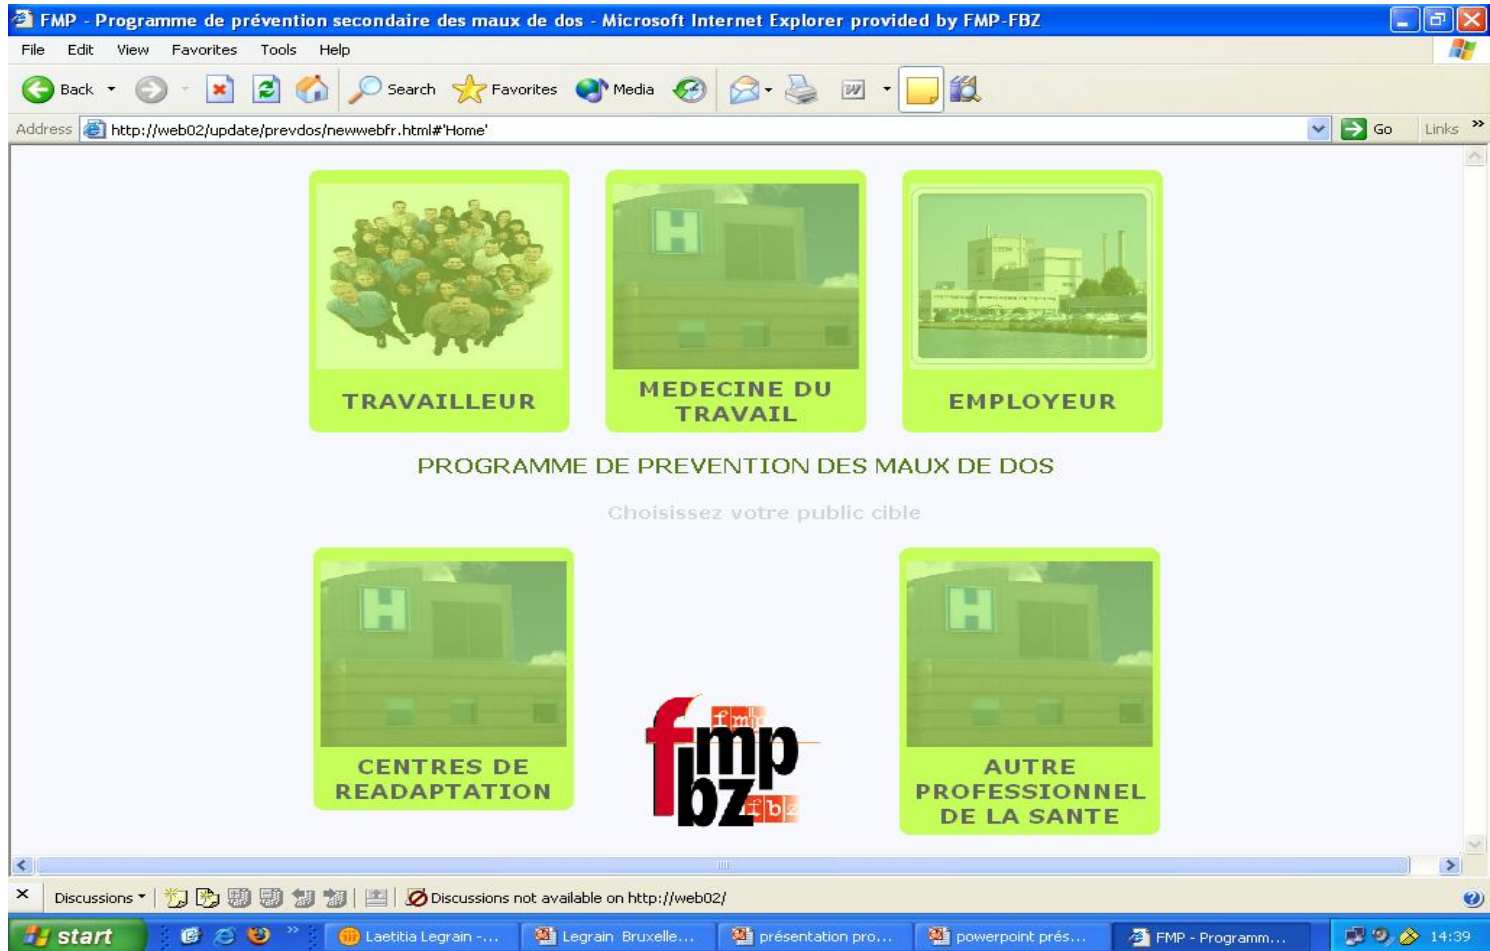 FMP - Programme de prévention secondaire des maux de dos - Microsoft Internet Explorer provided by FMP-FBZ
File Edit View Favorites Tools Help
Back Search Favorites Media
Address http://web02/update/prevdos/newwebfr.html#'Home' Go Links »
H
TRAVAILLEUR
MEDECINE DU
TRAVAIL
EMPLOYEUR
PROGRAMME DE PREVENTION DES MAUX DE DOS
Choisissez votre public cible
H
H
CENTRES DE
READAPTATION
fmp
fmp
bz
fbz
AUTRE
PROFESSIONNEL
DE LA SANTE
Discussions Discussions not available on http://web02/
start » Laetitia Legrain -... Legrain Bruxelle... présentation pro... powerpoint prés... FMP - Programm... 14:39